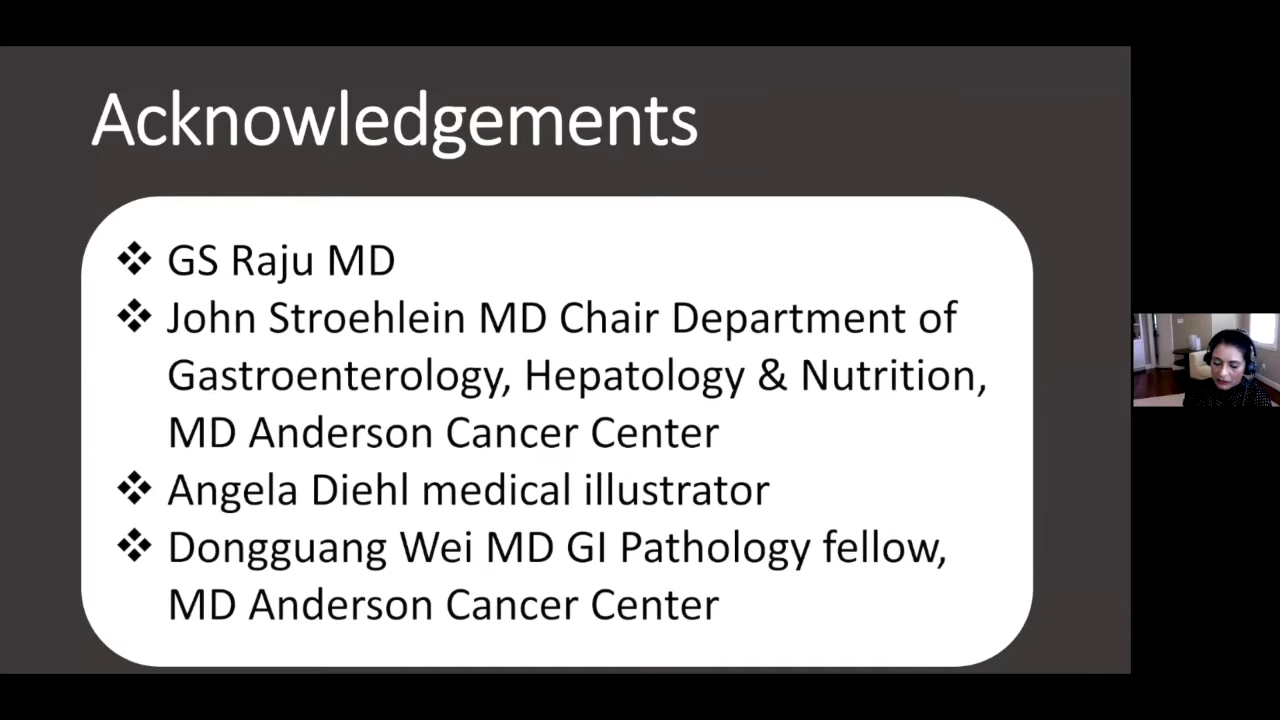 Acknowledgements
❖ GS Raju MD
❖ John Stroehlein MD Chair Department of
Gastroenterology, Hepatology & Nutrition,
MD Anderson Cancer Center
❖ Angela Diehl medical illustrator
❖ Dongguang Wei MD GI Pathology fellow,
MD Anderson Cancer Center